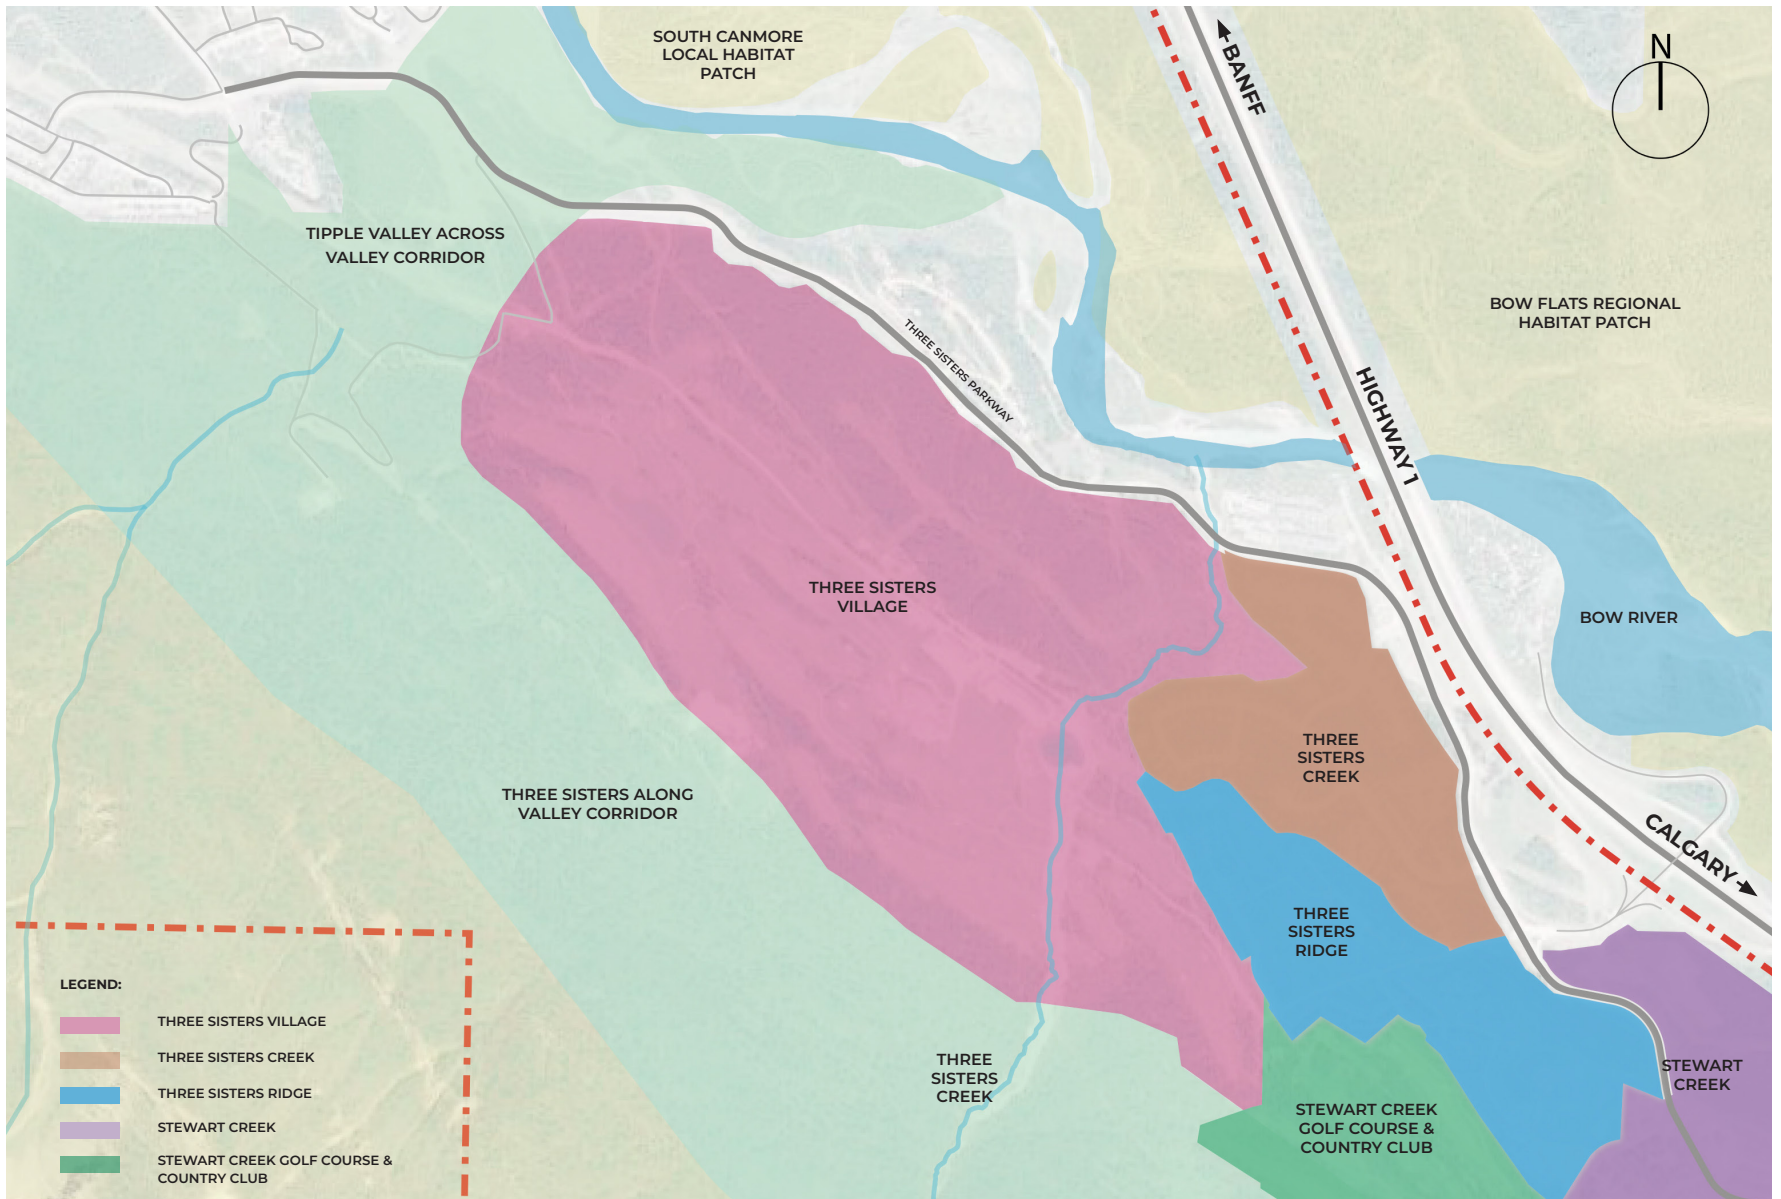 SOUTH CANMORE
LOCAL HABITAT
PATCH
BANFF
N
TIPPLE VALLEY ACROSS
VALLEY CORRIDOR
BOW FLATS REGIONAL
HABITAT PATCH
THREE SISTERS PARKWAY
HIGHWAY 1
THREE SISTERS
VILLAGE
BOW RIVER
THREE
SISTERS
CREEK
THREE SISTERS ALONG
VALLEY CORRIDOR
CALGARY
THREE
SISTERS
RIDGE
LEGEND:
THREE SISTERS VILLAGE
THREE SISTERS CREEK
THREE SISTERS RIDGE
STEWART CREEK
STEWART CREEK GOLF COURSE &
COUNTRY CLUB
THREE
SISTERS
CREEK
STEWART
CREEK
STEWART CREEK
GOLF COURSE &
COUNTRY CLUB